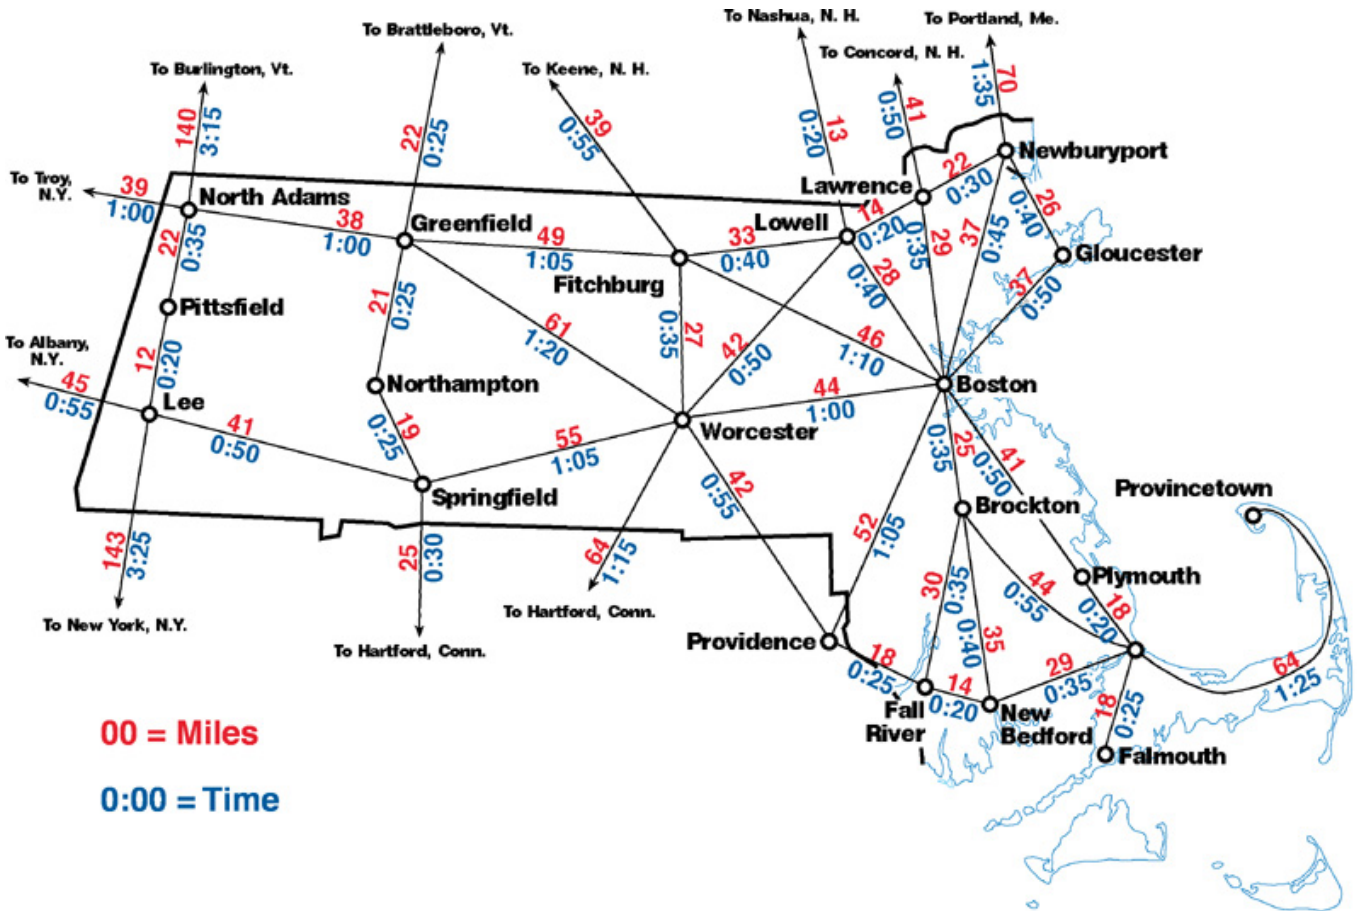 To Nashua, N. H.
To Portland, Me.
To Brattleboro, Vt.
To Concord, N. H.
To Burlington, Vt.
To Keene, N. H.
70
1:35
41
0:50
13
0:20
39
0:55
22
0:25
140
3:15
Newburyport
22
0:30
To Troy,
N.Y.
39
1:00
North Adams
Lawrence
26
0:40
38
1:00
Greenfield
Lowell
14
0:20
0:35
29
37
0:45
22
0:35
49
1:05
33
0:40
Gloucester
Fitchburg
28
0:40
37
0:50
Pittsfield
21
0:25
61
1:20
0:35
27
42
0:50
46
1:10
To Albany,
N.Y.
12
0:20
45
0:55
Lee
Northampton
44
1:00
Boston
41
0:50
19
0:25
55
1:05
Worcester
0:35
25
41
0:50
Springfield
42
0:55
Brockton
Provincetown
143
3:25
25
0:30
64
1:15
52
1:05
30
0:35
44
0:55
Plymouth
18
0:20
To New York, N.Y.
To Hartford, Conn.
To Hartford, Conn.
Providence
18
0:25
0:40
35
29
0:35
64
1:25
14
0:20
Fall
River
New
Bedford
18
0:25
Falmouth
00 = Miles
0:00 = Time